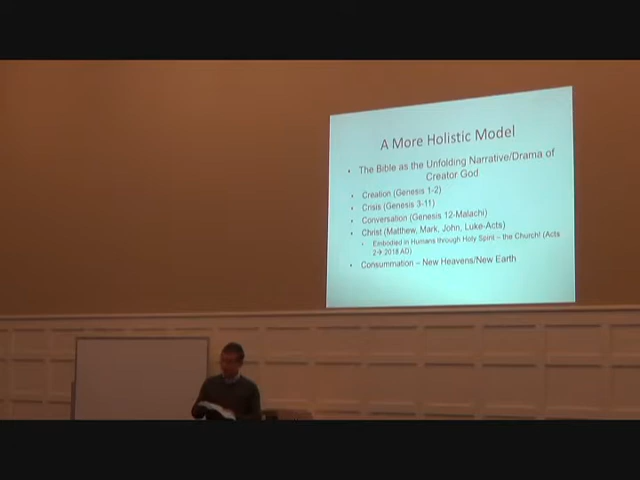 A More Holistic Model
• The Bible as the Unfolding Narrative/Drama of
Creator God
• Creation (Genesis 1-2)
• Crisis (Genesis 3-11)
• Conversation (Genesis 12-Malachi)
• Christ (Matthew, Mark, John, Luke-Acts)
• Embodied in Humans through Holy Spirit – the Church! (Acts
2→ 2018 AD)
• Consummation – New Heavens/New Earth